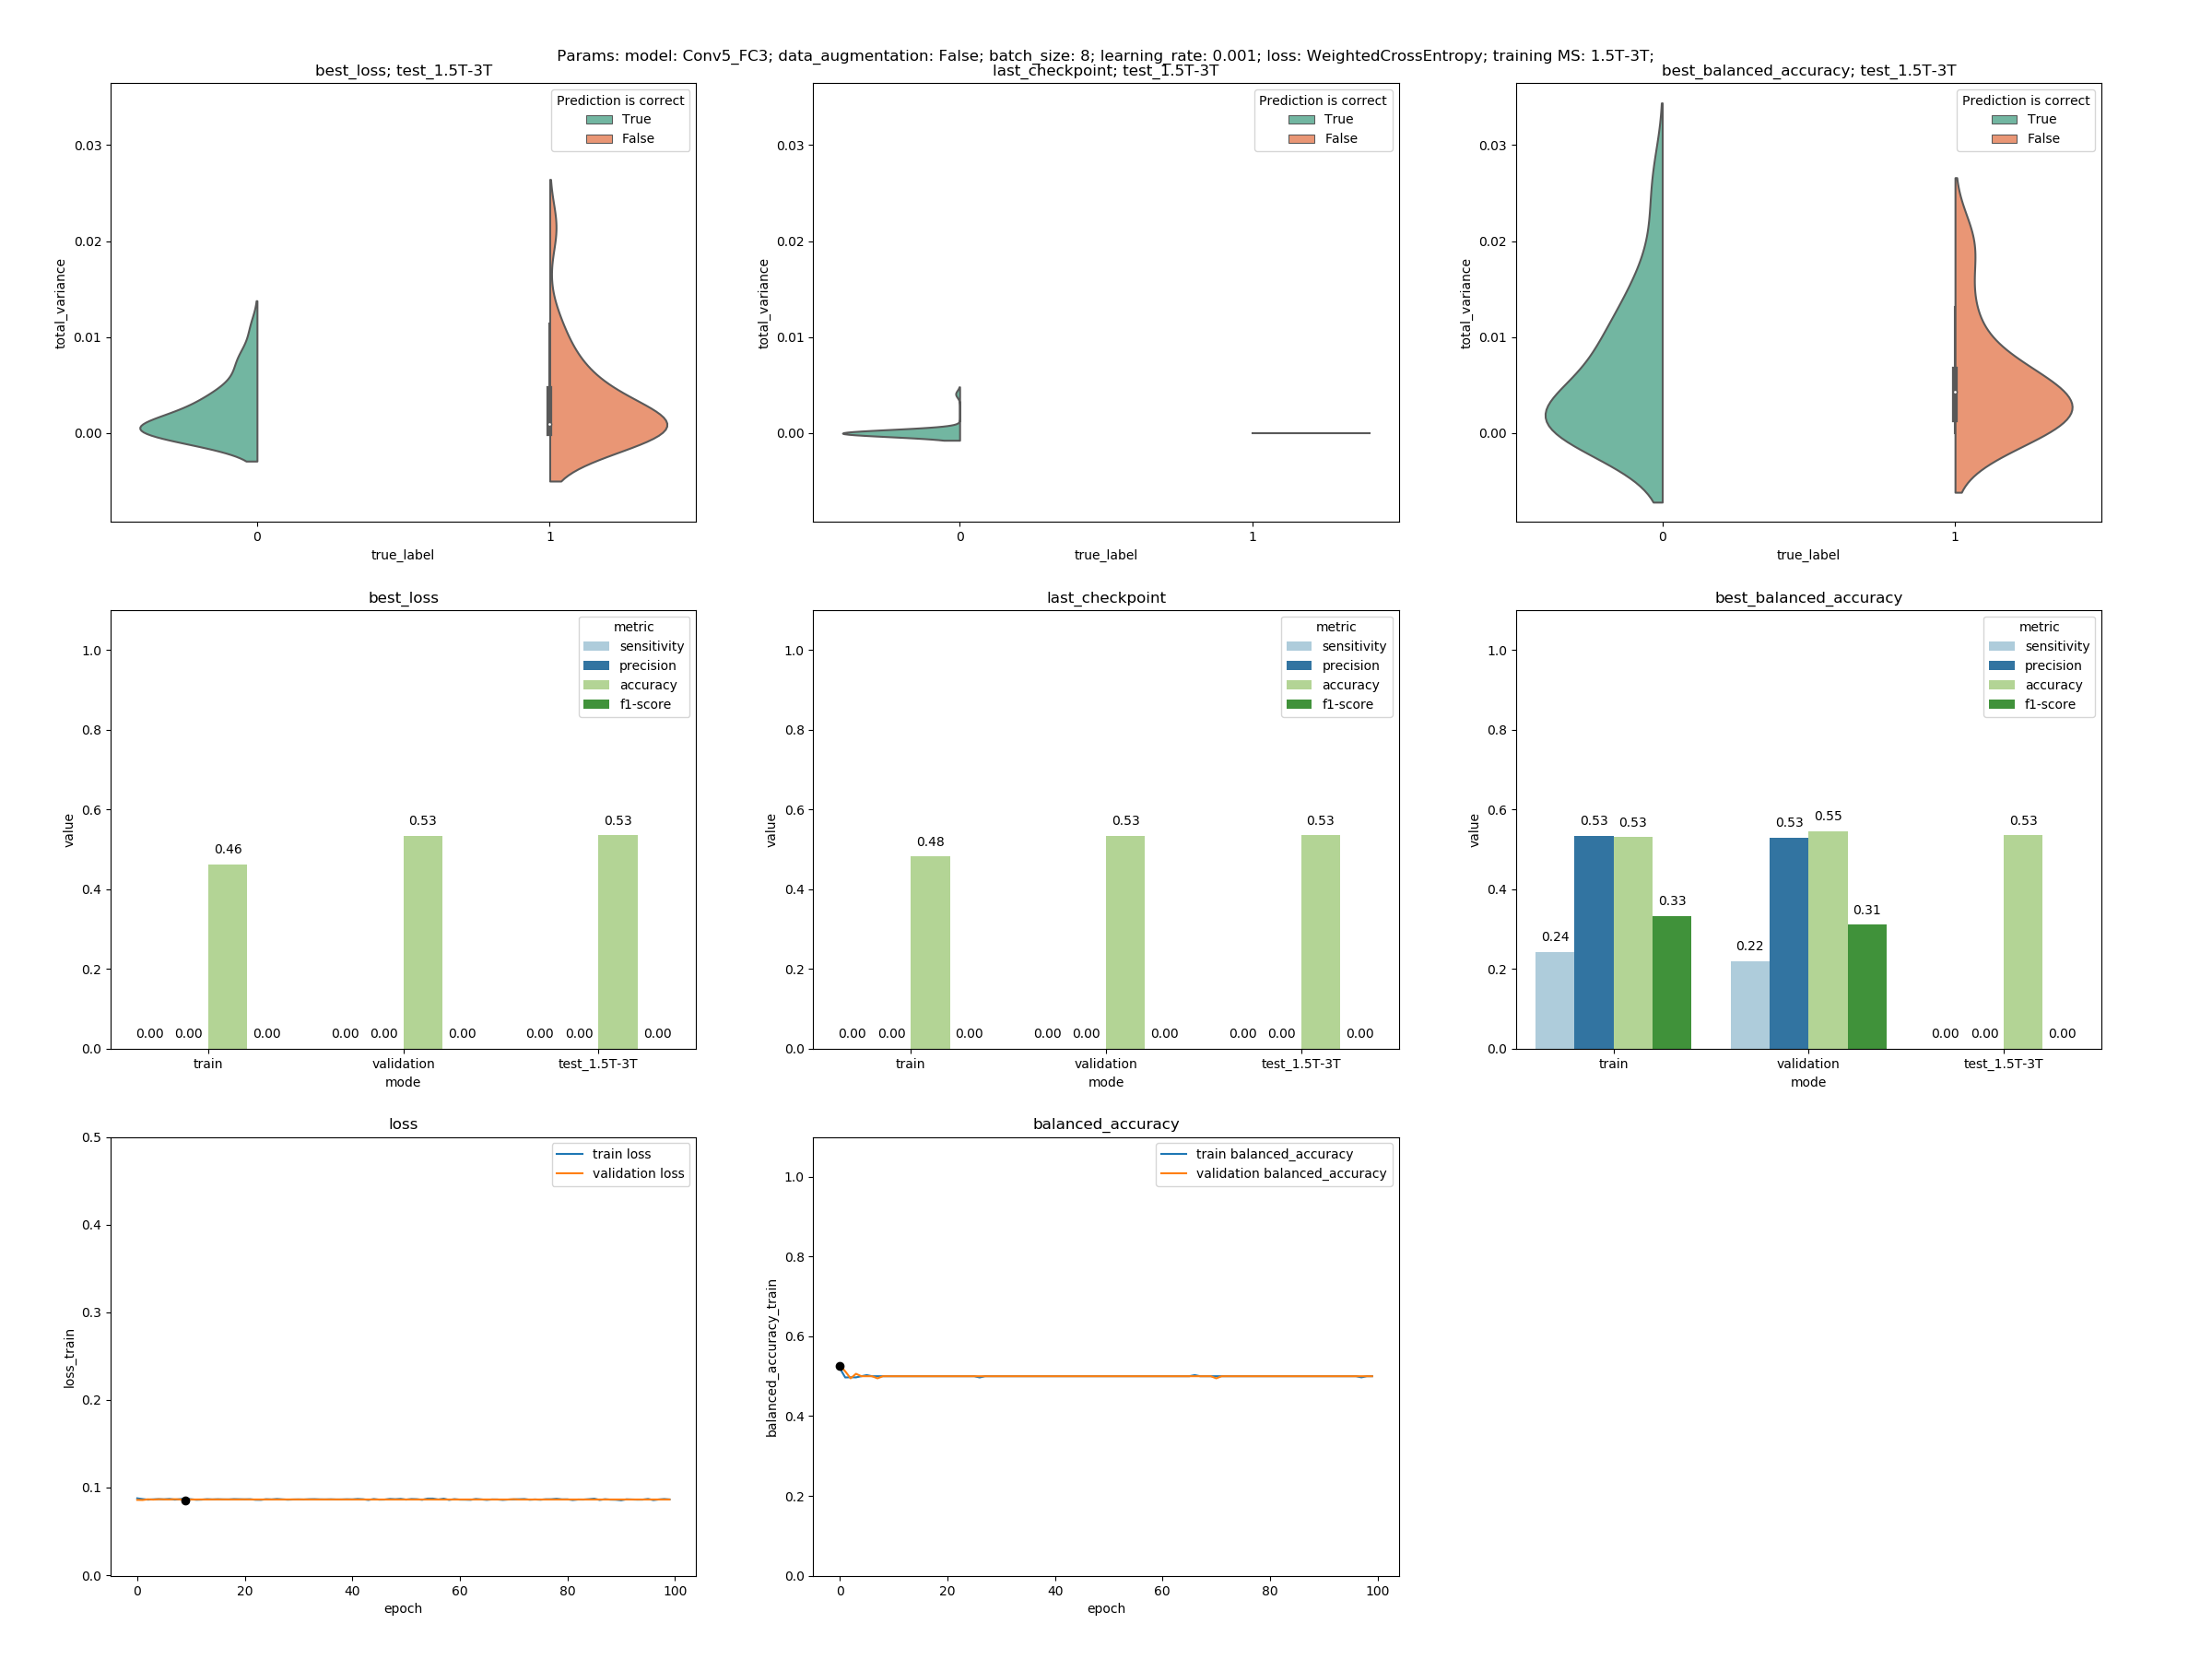 Params: model: Conv5_FC3; data_augmentation: False; batch_size: 8; learning_rate: 0.001; loss: WeightedCrossEntropy; training MS: 1.5T-3T;
best_loss; test_1.5T-3T
Prediction is correct
True
False
0.03
0.02
0.01
0.00
total_variance
0
1
true_label
last_checkpoint; test_1.5T-3T
Prediction is correct
True
False
0.03
0.02
0.01
0.00
total_variance
0
1
true_label
best_balanced_accuracy; test_1.5T-3T
Prediction is correct
True
False
0.03
0.02
0.01
0.00
total_variance
0
1
true_label
best_loss
metric
sensitivity
precision
accuracy
f1-score
1.0
0.8
0.6
0.4
0.2
0.0
value
0.00 0.00 0.46 0.00
0.00 0.00 0.53 0.00
0.00 0.00 0.53 0.00
train
validation
test_1.5T-3T
mode
last_checkpoint
metric
sensitivity
precision
accuracy
f1-score
1.0
0.8
0.6
0.4
0.2
0.0
value
0.00 0.00 0.48 0.00
0.00 0.00 0.53 0.00
0.00 0.00 0.53 0.00
train
validation
test_1.5T-3T
mode
best_balanced_accuracy
metric
sensitivity
precision
accuracy
f1-score
1.0
0.8
0.6
0.4
0.2
0.0
value
0.24 0.53 0.53 0.33
0.22 0.53 0.55 0.31
0.00 0.00 0.53 0.00
train
validation
test_1.5T-3T
mode
loss
train loss
validation loss
0.5
0.4
0.3
0.2
0.1
0.0
loss_train
0
20
40
60
80
100
epoch
balanced_accuracy
train balanced_accuracy
validation balanced_accuracy
1.0
0.8
0.6
0.4
0.2
0.0
balanced_accuracy_train
0
20
40
60
80
100
epoch